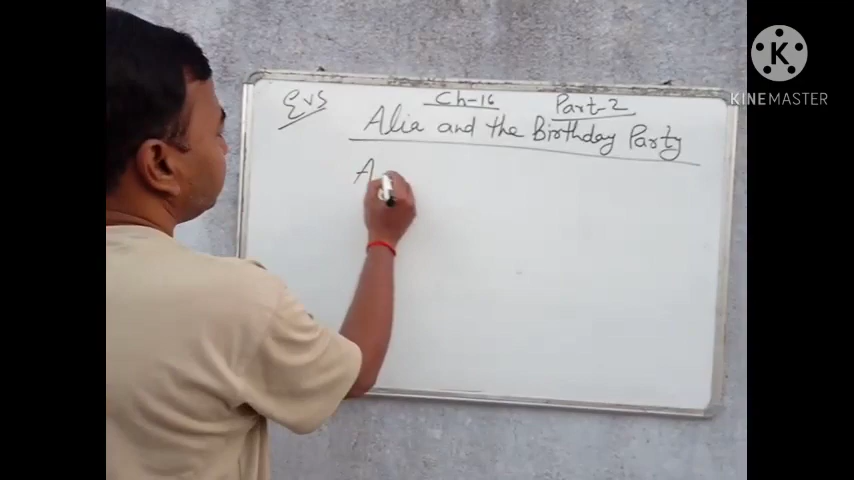 EVS Ch-16 Part-2
Alia and the Birthday Party
A
KINEMASTER